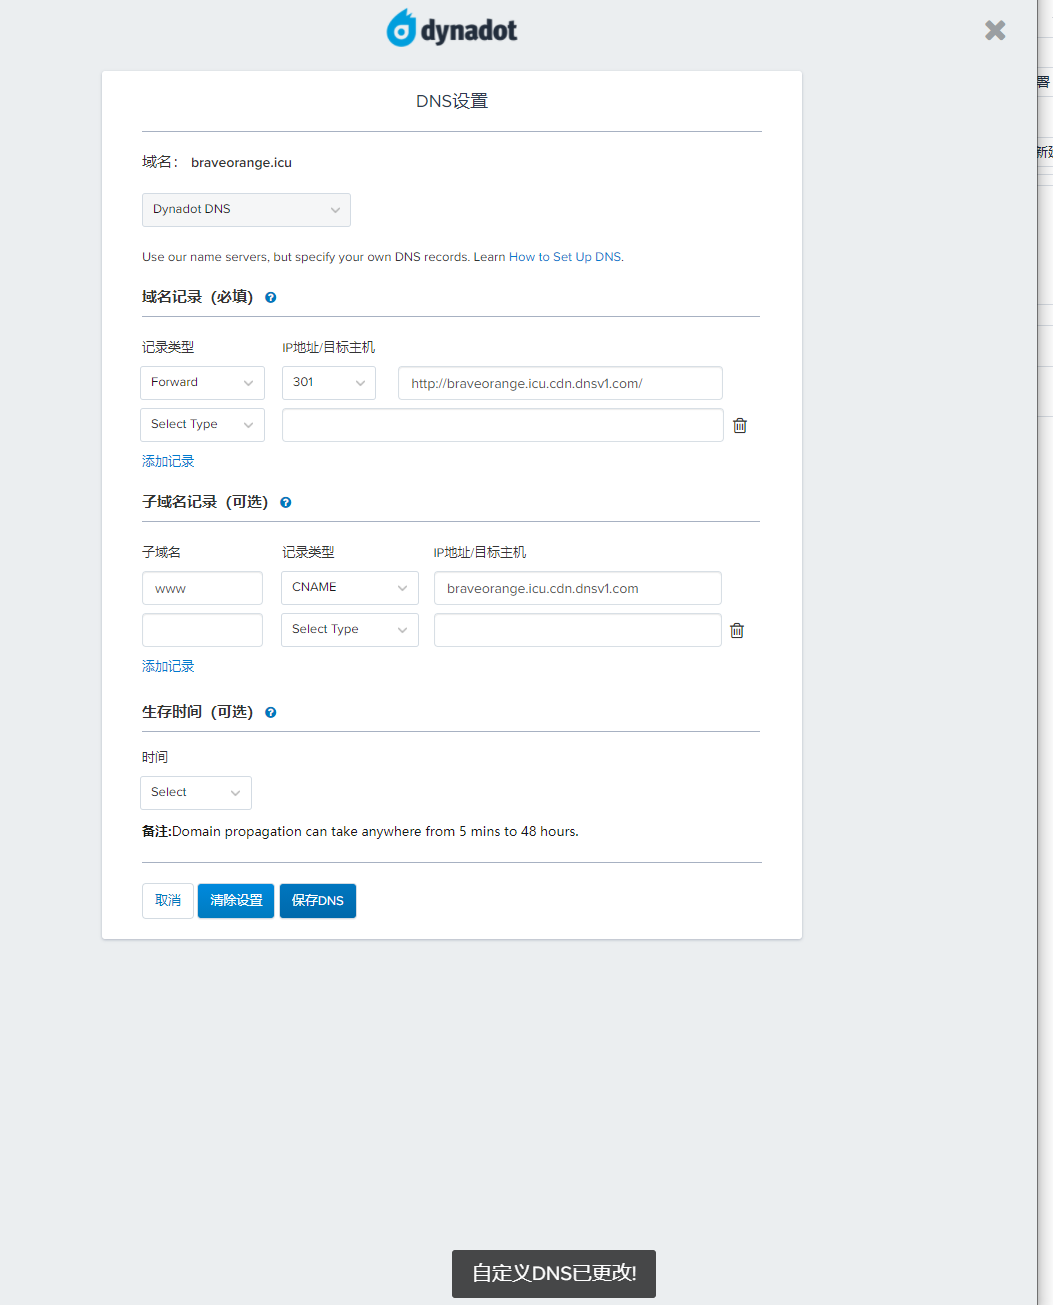 dynadot
DNS设置
域名： braveorange.icu
Dynadot DNS
Use our name servers, but specify your own DNS records. Learn How to Set Up DNS.
域名记录（必填） ?
记录类型 IP地址/目标主机
Forward 301 http://braveorange.icu.cdn.dnsv1.com/
Select Type
添加记录
子域名记录（可选） ?
子域名 记录类型 IP地址/目标主机
www CNAME braveorange.icu.cdn.dnsv1.com
Select Type
添加记录
生存时间（可选） ?
时间
Select
备注:Domain propagation can take anywhere from 5 mins to 48 hours.
取消 清除设置 保存DNS
自定义DNS已更改!
署